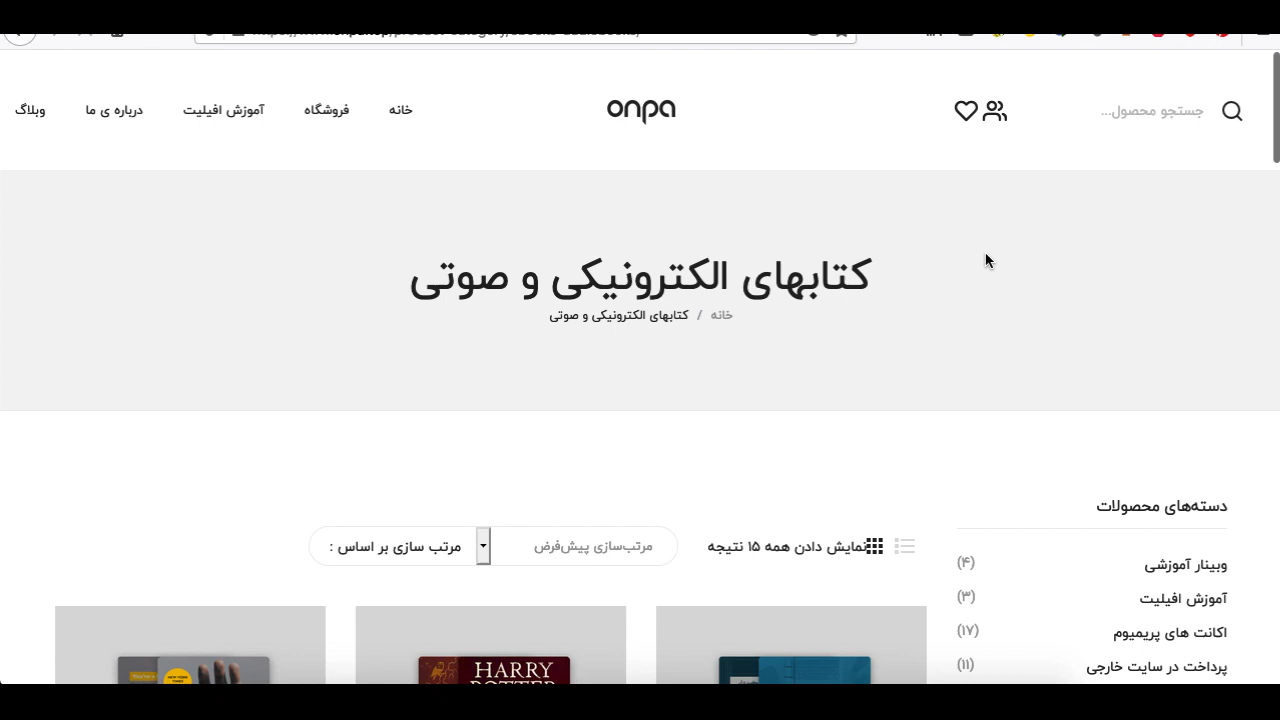 خانه
فروشگاه
آموزش افیلیت
درباره ی ما
وبلاگ
onpa
جستجو محصول...
کتابهای الکترونیکی و صوتی
خانه / کتابهای الکترونیکی و صوتی
دسته‌های محصولات
وبینار آموزشی (۴)
آموزش افیلیت (۳)
اکانت های پریمیوم (۱۷)
پرداخت در سایت خارجی (۱۱)
نمایش دادن همه ۱۵ نتیجه
مرتب‌سازی پیش‌فرض
مرتب سازی بر اساس :
HARRY
POTTER